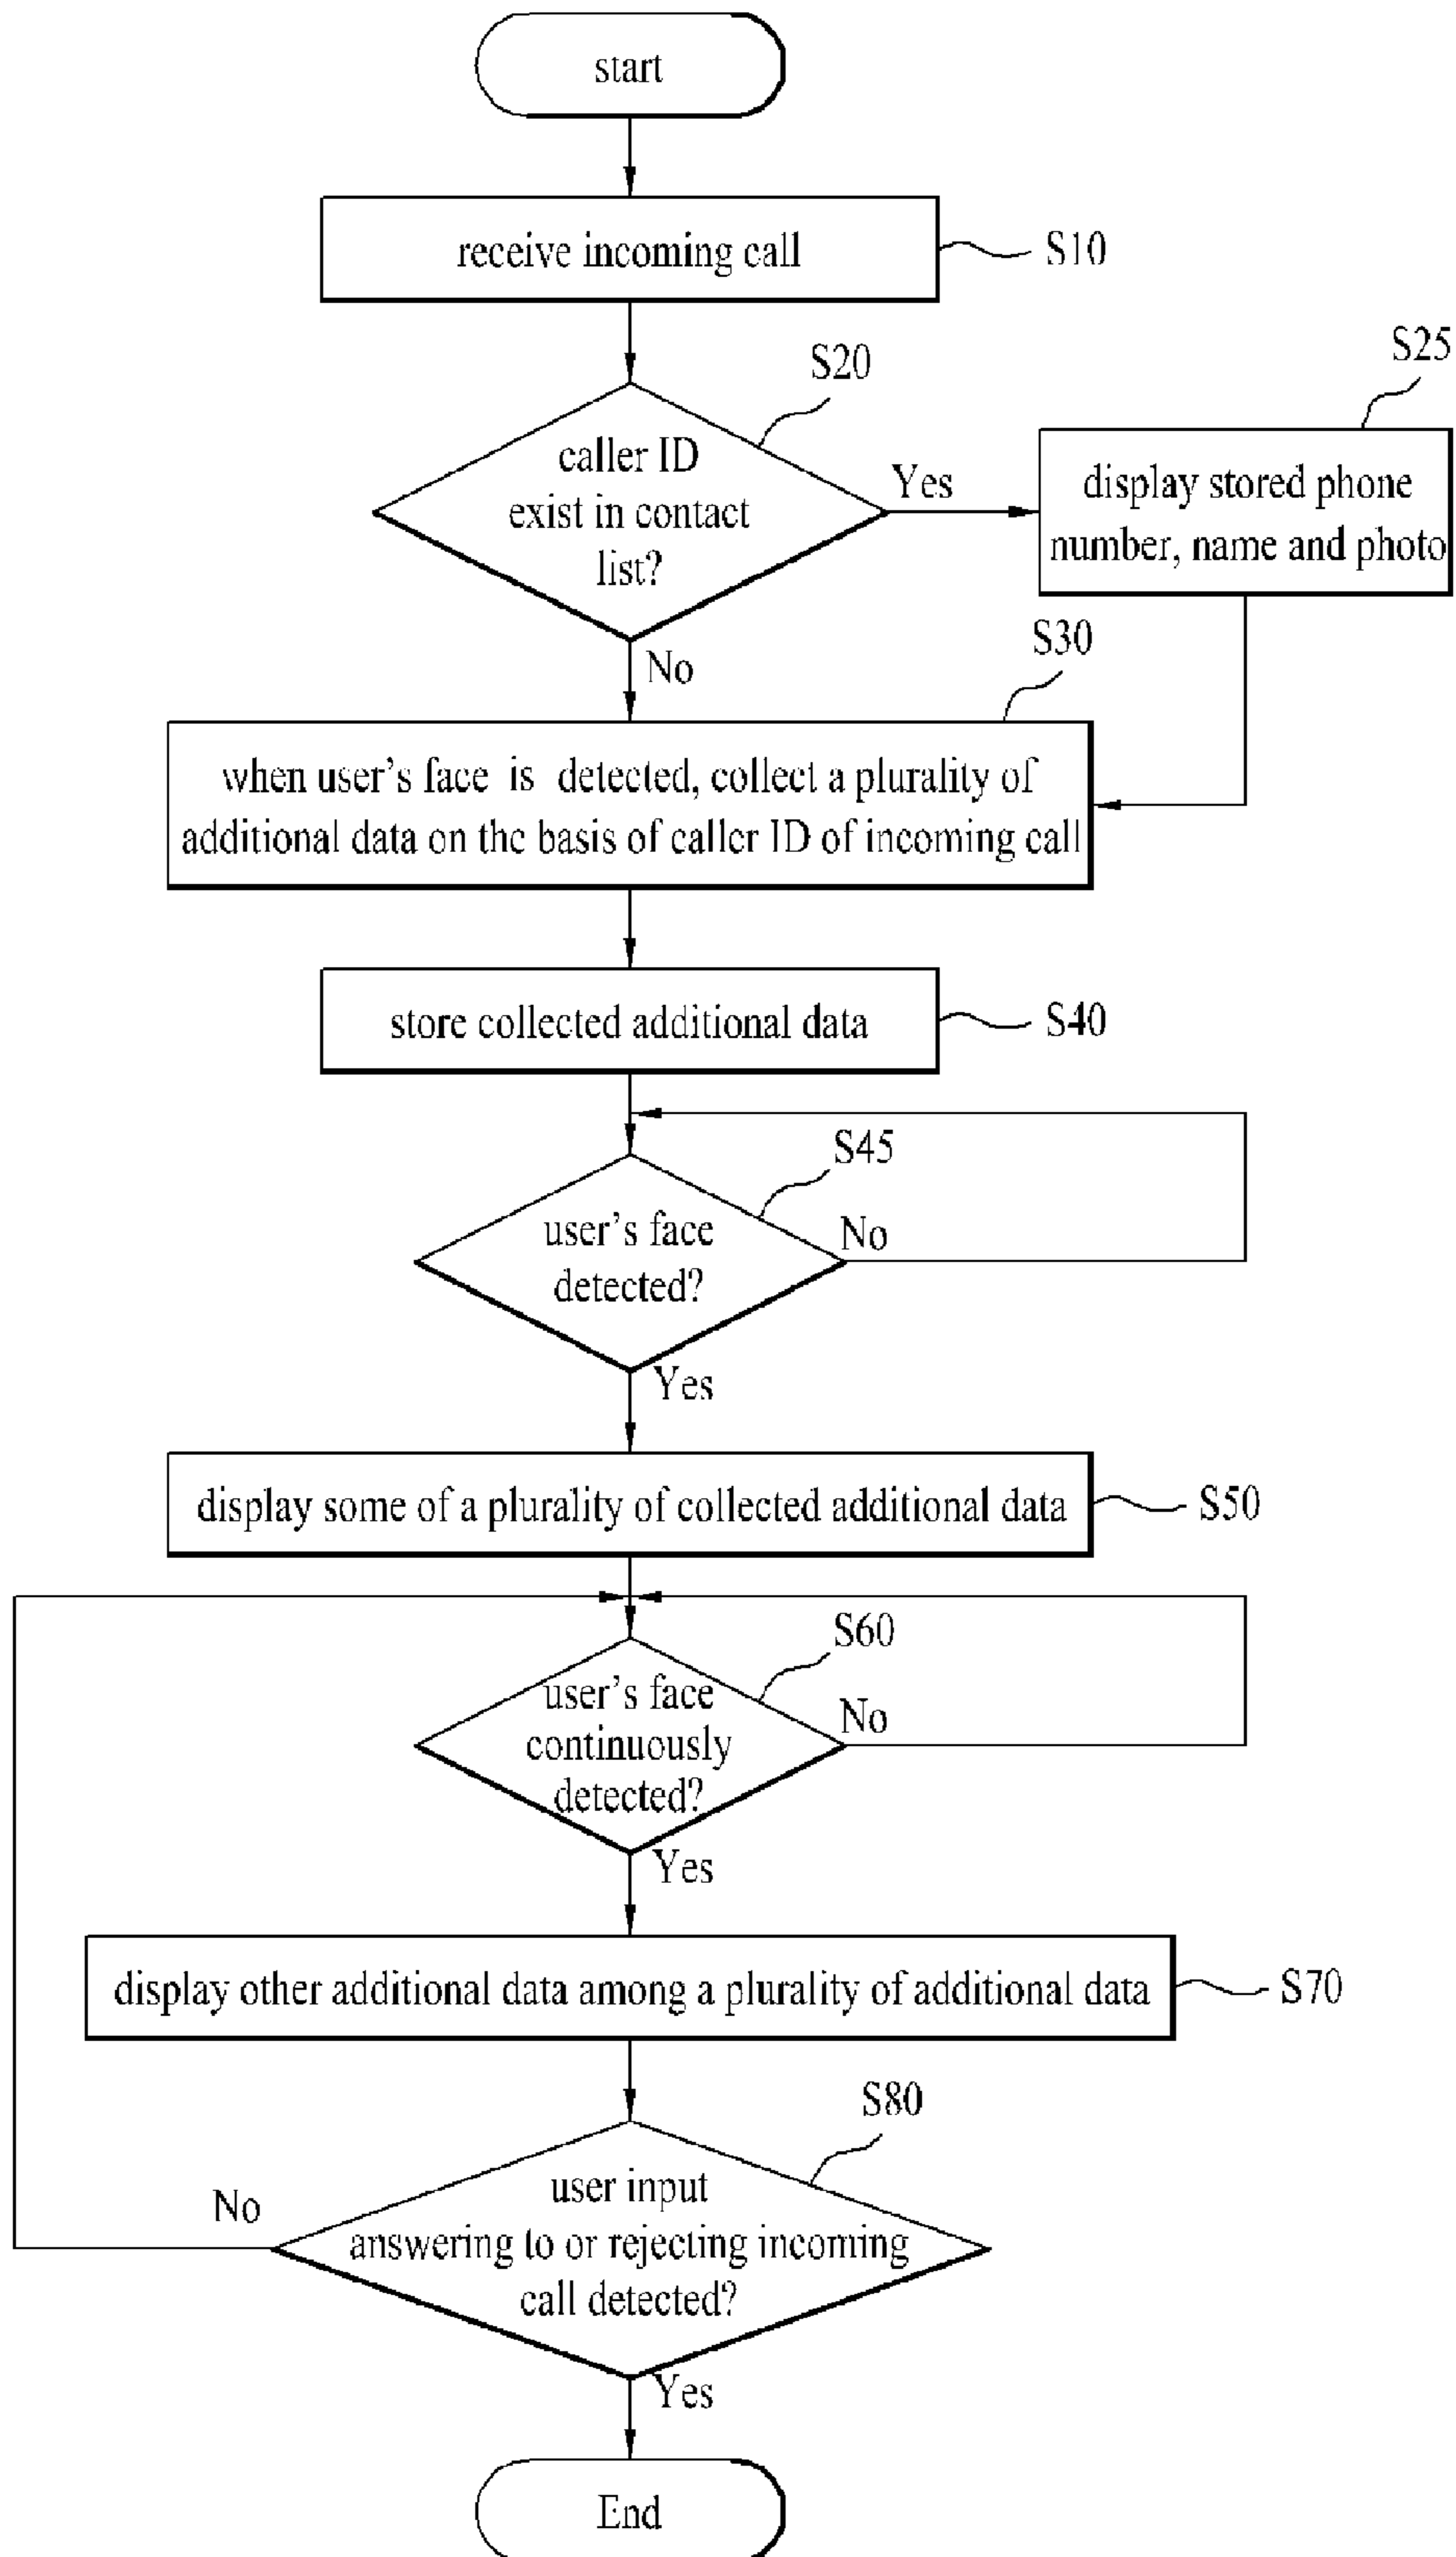 start
receive incoming call
S10
S20
caller ID
exist in contact
list?
Yes
S25
display stored phone
number, name and photo
No
S30
when user's face is detected, collect a plurality of
additional data on the basis of caller ID of incoming call
store collected additional data
S40
S45
user's face
detected?
No
Yes
display some of a plurality of collected additional data
S50
S60
user's face
continuously
detected?
No
Yes
display other additional data among a plurality of additional data
S70
S80
user input
answering to or rejecting incoming
call detected?
No
Yes
End